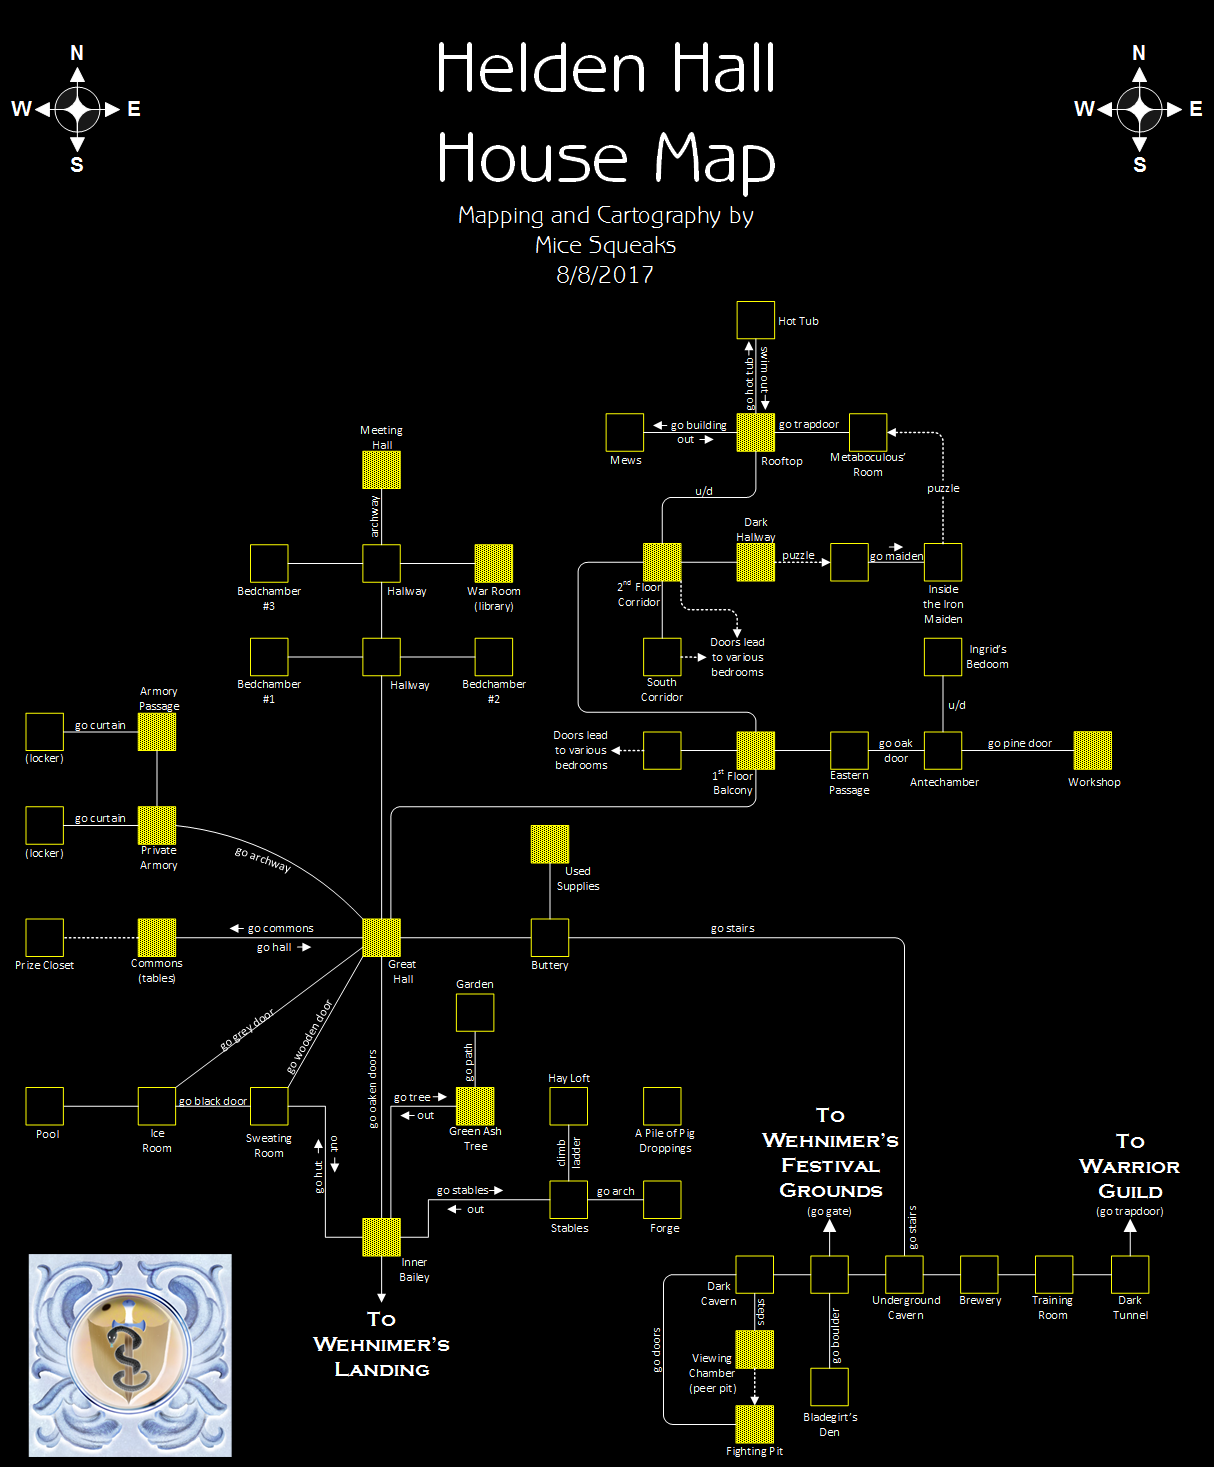 N
W
E
S
Helden Hall
House Map
Mapping and Cartography by
Mice Squeaks
8/8/2017
N
W
E
S
Hot Tub
go hot tub
swim out
go building
out
go trapdoor
Mews
Rooftop
Metaboculous'
Room
Meeting
Hall
archway
u/d
puzzle
Dark
Hallway
puzzle
go maiden
Bedchamber
#3
Hallway
War Room
(library)
2nd Floor
Corridor
Inside
the Iron
Maiden
Doors lead
to various
bedrooms
Ingrid's
Bedoom
Bedchamber
#1
Hallway
Bedchamber
#2
South
Corridor
Armory
Passage
go curtain
(locker)
u/d
Doors lead
to various
bedrooms
go oak
door
go pine door
1st Floor
Balcony
Eastern
Passage
Antechamber
Workshop
go curtain
(locker)
Private
Armory
go archway
Used
Supplies
go commons
go hall
go stairs
Prize Closet
Commons
(tables)
Great
Hall
Buttery
Garden
go grey door
go wooden door
go oaken doors
go path
Hay Loft
go black door
go tree
out
Pool
Ice
Room
Sweating
Room
Green Ash
Tree
A Pile of Pig
Droppings
go hut
out
climb
ladder
go stables
out
go arch
Stables
Forge
Inner
Bailey
To
Wehnimer's
Festival
Grounds
(go gate)
To
Warrior
Guild
(go trapdoor)
go stairs
Dark
Cavern
Underground
Cavern
Brewery
Training
Room
Dark
Tunnel
To
Wehnimer's
Landing
steps
go doors
go boulder
Viewing
Chamber
(peer pit)
Bladegirt's
Den
Fighting Pit